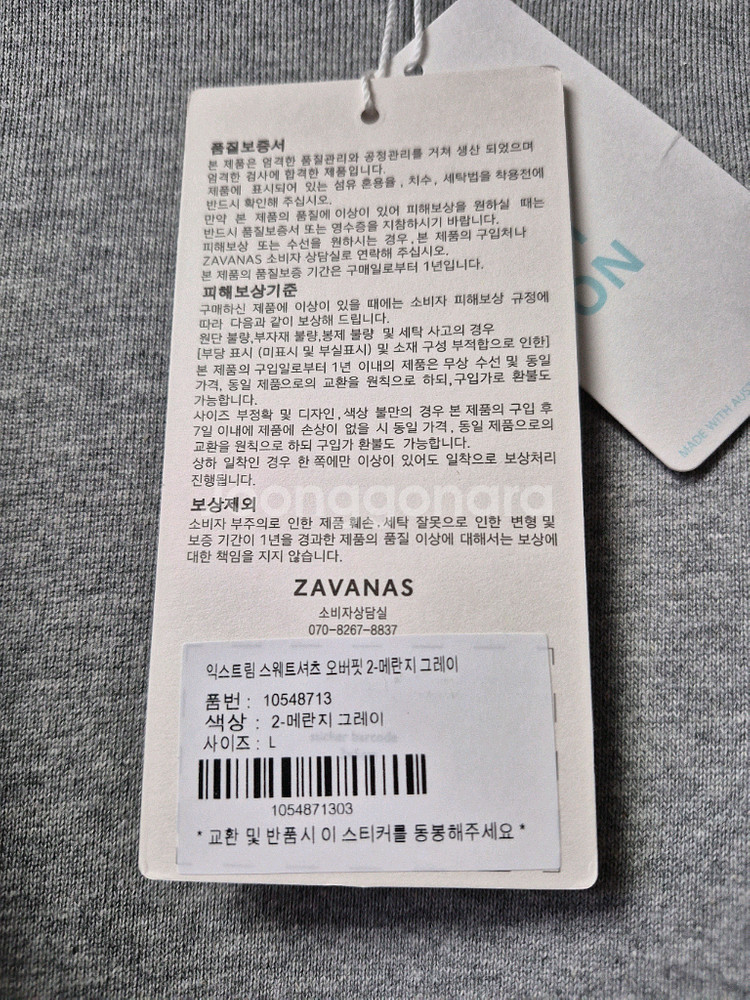 품질보증서
본 제품은 엄격한 품질관리와 공정관리를 거쳐 생산 되었으며
엄격한 검사에 합격한 제품입니다.
제품에 표시되어 있는 섬유 혼용율, 치수, 세탁법을 착용전에
반드시 확인해 주십시오.
만약 본 제품의 품질에 이상이 있어 피해보상을 원하실 때는
반드시 품질보증서 또는 영수증을 지참하시기 바랍니다.
피해보상 또는 수선을 원하시는 경우, 본 제품의 구입처나
ZAVANAS 소비자 상담실로 연락해 주십시오.
본 제품의 품질보증 기간은 구매일로부터 1년입니다.
피해보상기준
구매하신 제품에 이상이 있을 때에는 소비자 피해보상 규정에
따라 다음과 같이 보상해 드립니다.
원단 불량,부자재 불량,봉제 불량 및 세탁 사고의 경우
[부당 표시 (미표시 및 부실표시) 및 소재 구성 부적합으로 인한]
본 제품의 구입일로부터 1년 이내의 제품은 무상 수선 및 동일
가격, 동일 제품으로의 교환을 원칙으로 하되,구입가로 환불도
가능합니다.
사이즈 부정확 및 디자인,색상 불만의 경우 본 제품의 구입 후
7일 이내에 제품에 손상이 없을 시 동일 가격, 동일 제품으로의
교환을 원칙으로 하되 구입가 환불도 가능합니다.
상하 일착인 경우 한 쪽에만 이상이 있어도 일착으로 보상처리
진행됩니다.
보상제외
소비자 부주의로 인한 제품 훼손, 세탁 잘못으로 인한 변형 및
보증 기간이 1년을 경과한 제품의 품질 이상에 대해서는 보상에
대한 책임을 지지 않습니다.
ZAVANAS
소비자상담실
070-8267-8837
익스트림 스웨트셔츠 오버핏 2-메란지 그레이
품번 : 10548713
색상 : 2-메란지 그레이
사이즈 : L
1054871303
* 교환 및 반품시 이 스티커를 동봉해주세요 *
ON
MADE WITH